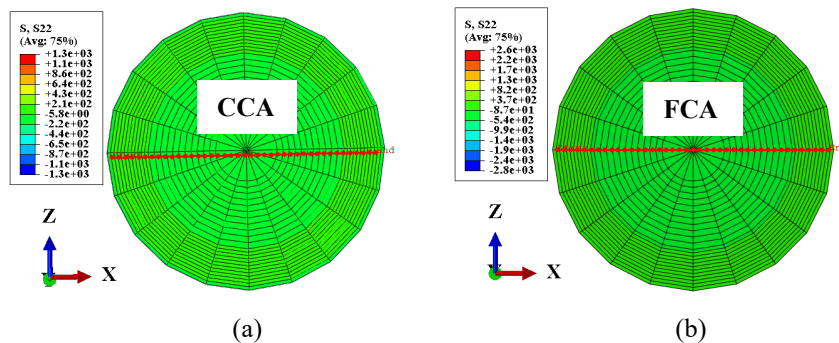 S, S22
(Avg: 75%)
+1.3e+03
+1.1e+03
+8.6e+02
+6.4e+02
+4.3e+02
+2.1e+02
-5.8e+00
-2.2e+02
-4.4e+02
-6.5e+02
-8.7e+02
-1.1e+03
-1.3e+03
CCA
Z
X
(a)
S, S22
(Avg: 75%)
+2.6e+03
+2.2e+03
+1.7e+03
+1.3e+03
+8.2e+02
+3.7e+02
-8.7e+01
-5.4e+02
-9.9e+02
-1.4e+03
-1.9e+03
-2.4e+03
-2.8e+03
FCA
Z
X
(b)